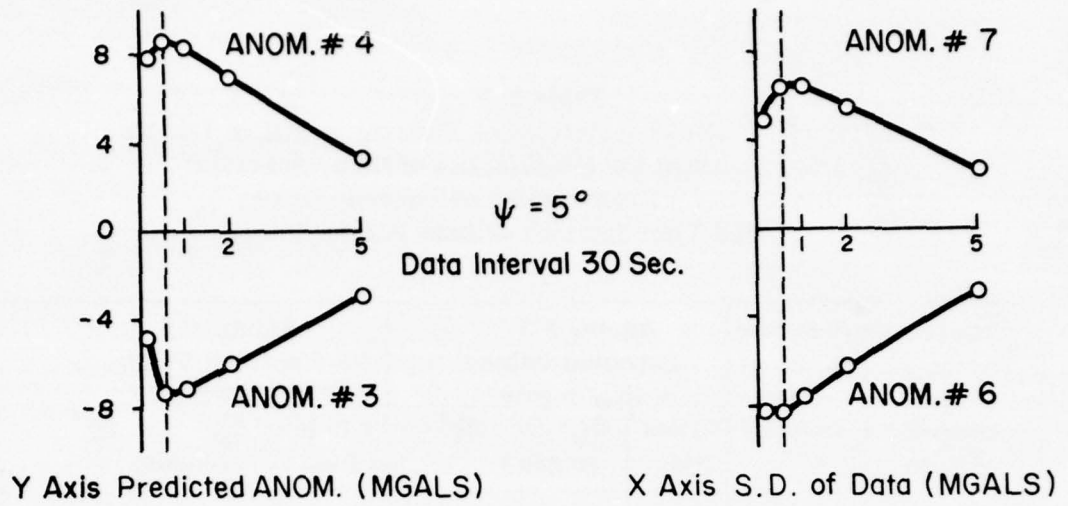 ANOM. # 4
ANOM. # 7
8
4
0
-4
-8
1 2 5
1 2 5
ψ = 5°
Data Interval 30 Sec.
ANOM. # 3
ANOM. # 6
Y Axis Predicted ANOM. (MGALS)
X Axis S.D. of Data (MGALS)